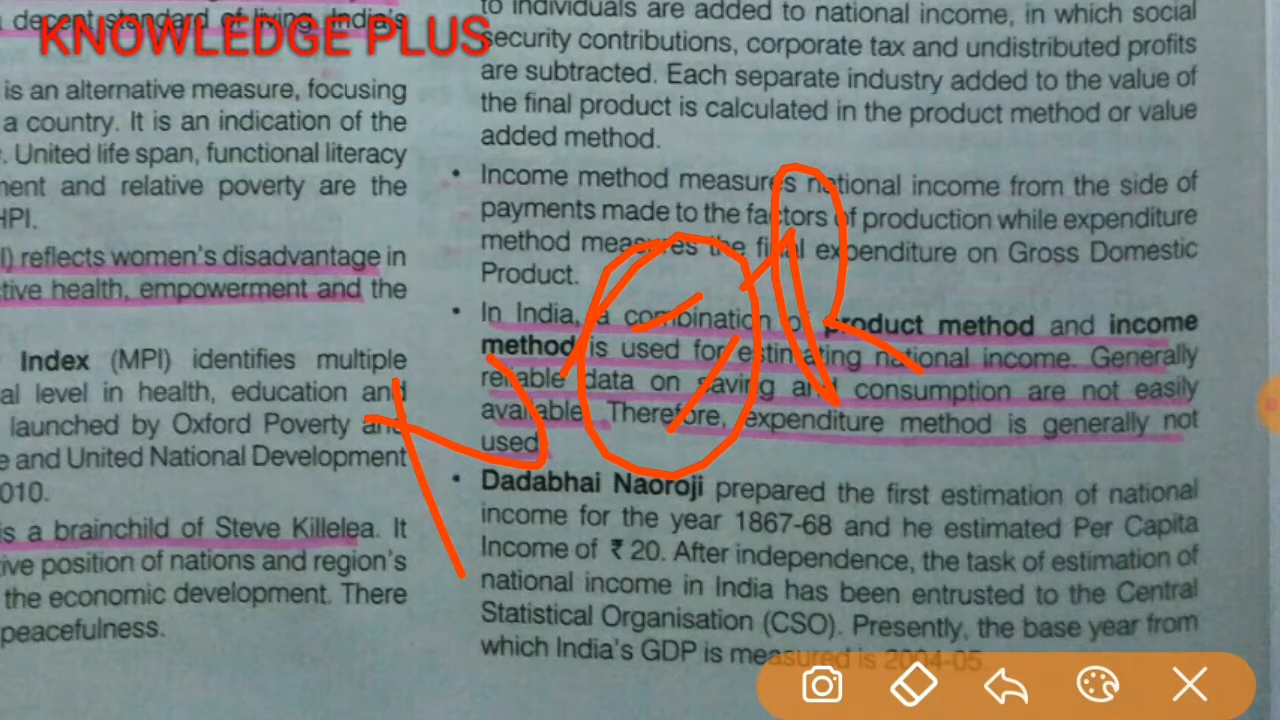 a decent standard of living. India's
KNOWLEDGE PLUS
is an alternative measure, focusing
a country. It is an indication of the
. United life span, functional literacy
ment and relative poverty are the
HPI.
I) reflects women's disadvantage in
tive health, empowerment and the
Index (MPI) identifies multiple
al level in health, education and
launched by Oxford Poverty and
e and United National Development
010.
is a brainchild of Steve Killelea. It
ive position of nations and region's
the economic development. There
peacefulness.
to individuals are added to national income, in which social
security contributions, corporate tax and undistributed profits
are subtracted. Each separate industry added to the value of
the final product is calculated in the product method or value
added method.
• Income method measures national income from the side of
payments made to the factors of production while expenditure
method measures the final expenditure on Gross Domestic
Product.
• In India, a combination of product method and income
method is used for estimating national income. Generally
reliable data on saving and consumption are not easily
available. Therefore, expenditure method is generally not
used.
• Dadabhai Naoroji prepared the first estimation of national
income for the year 1867-68 and he estimated Per Capita
Income of ₹ 20. After independence, the task of estimation of
national income in India has been entrusted to the Central
Statistical Organisation (CSO). Presently, the base year from
which India's GDP is measured is 2004-05.